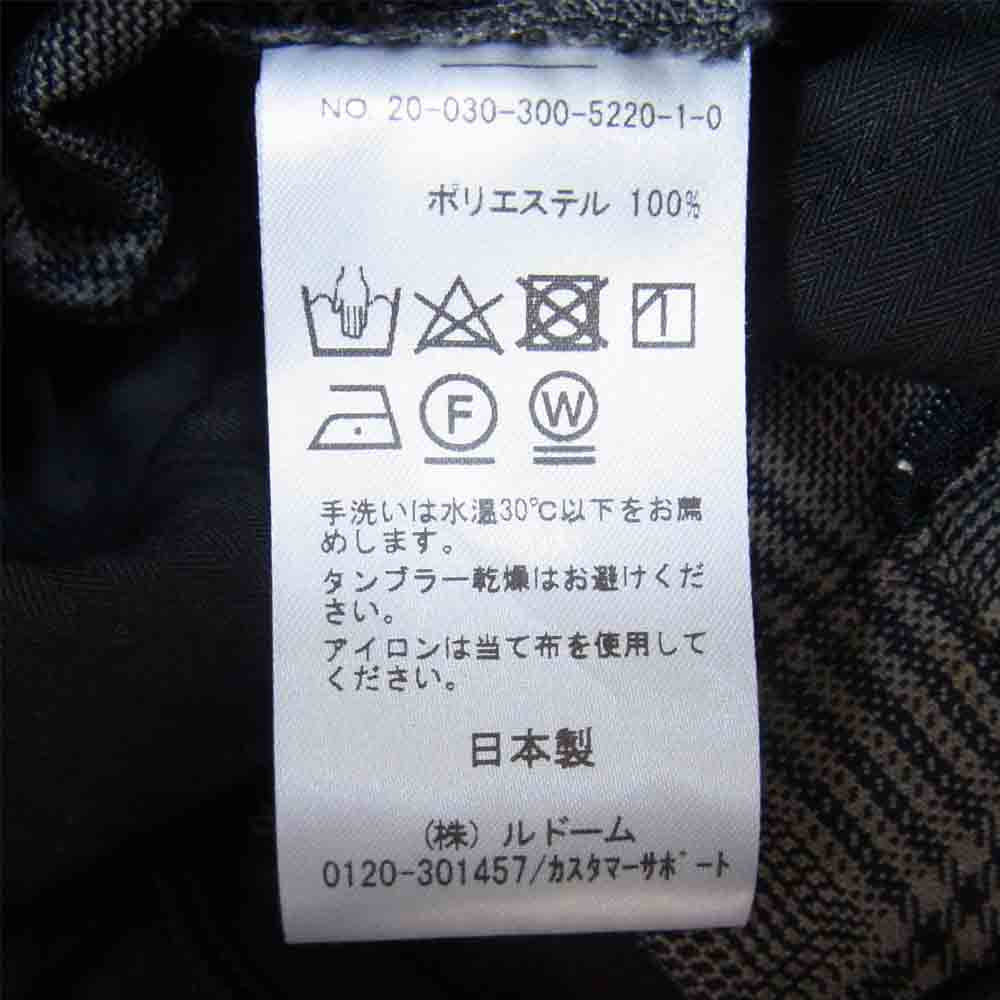 NO 20-030-300-5220-1-0
ポリエステル 100%
F W
手洗いは水温30℃以下をお薦
めします。
タンブラー乾燥はお避けくだ
さい。
アイロンは当て布を使用して
ください。
日本製
(株) ルドーム
0120-301457/カスタマーサポート